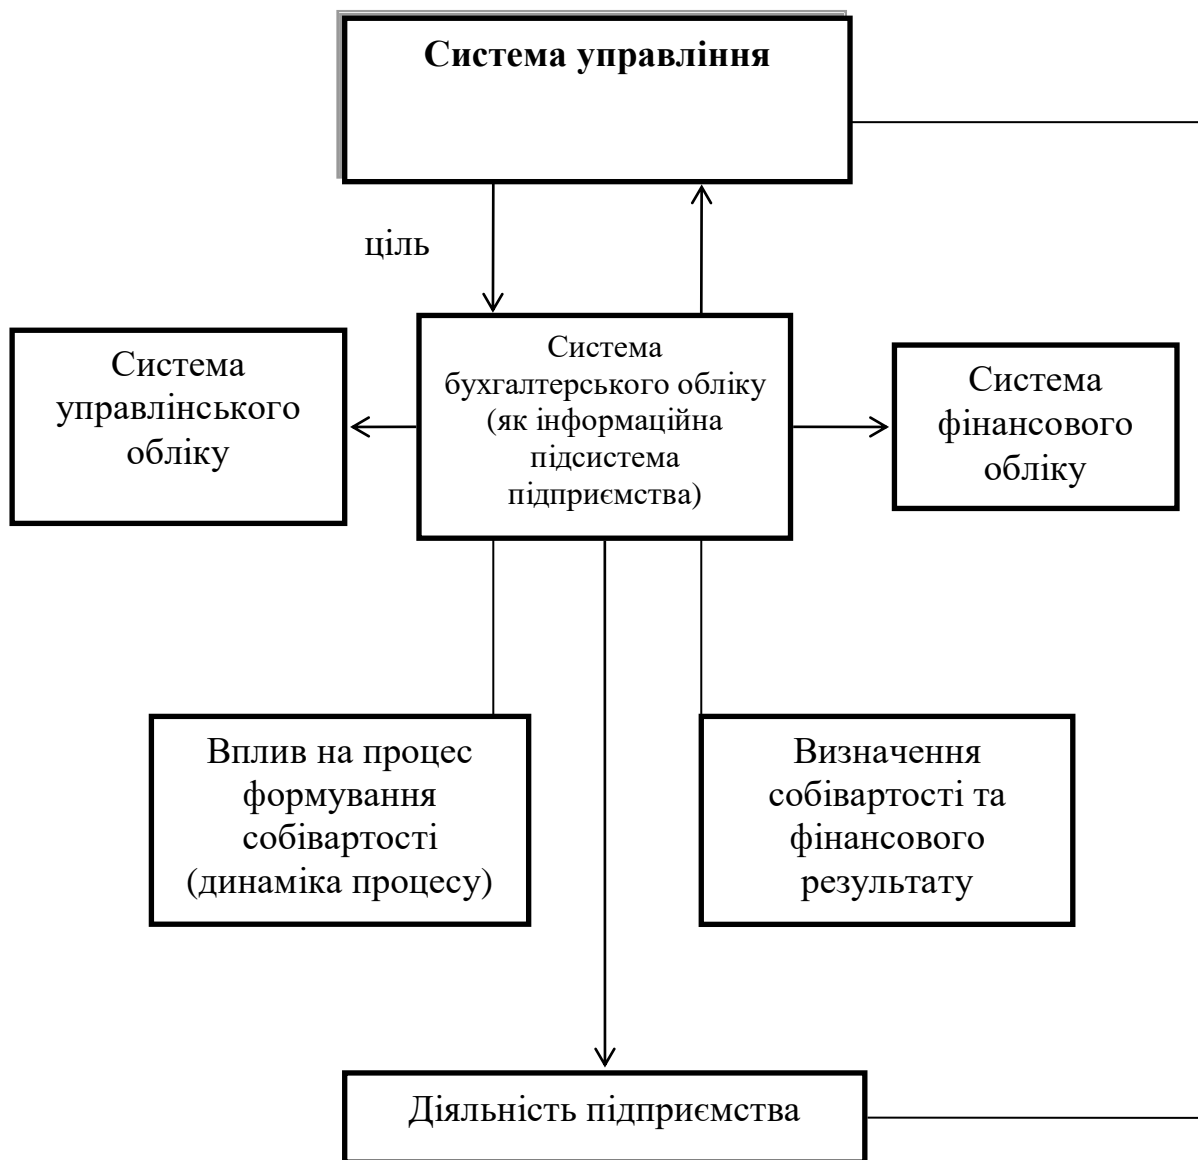 Система управління
ціль
Система
управлінського
обліку
Система
бухгалтерського обліку
(як інформаційна
підсистема
підприємства)
Система
фінансового
обліку
Вплив на процес
формування
собівартості
(динаміка процесу)
Визначення
собівартості та
фінансового
результату
Діяльність підприємства